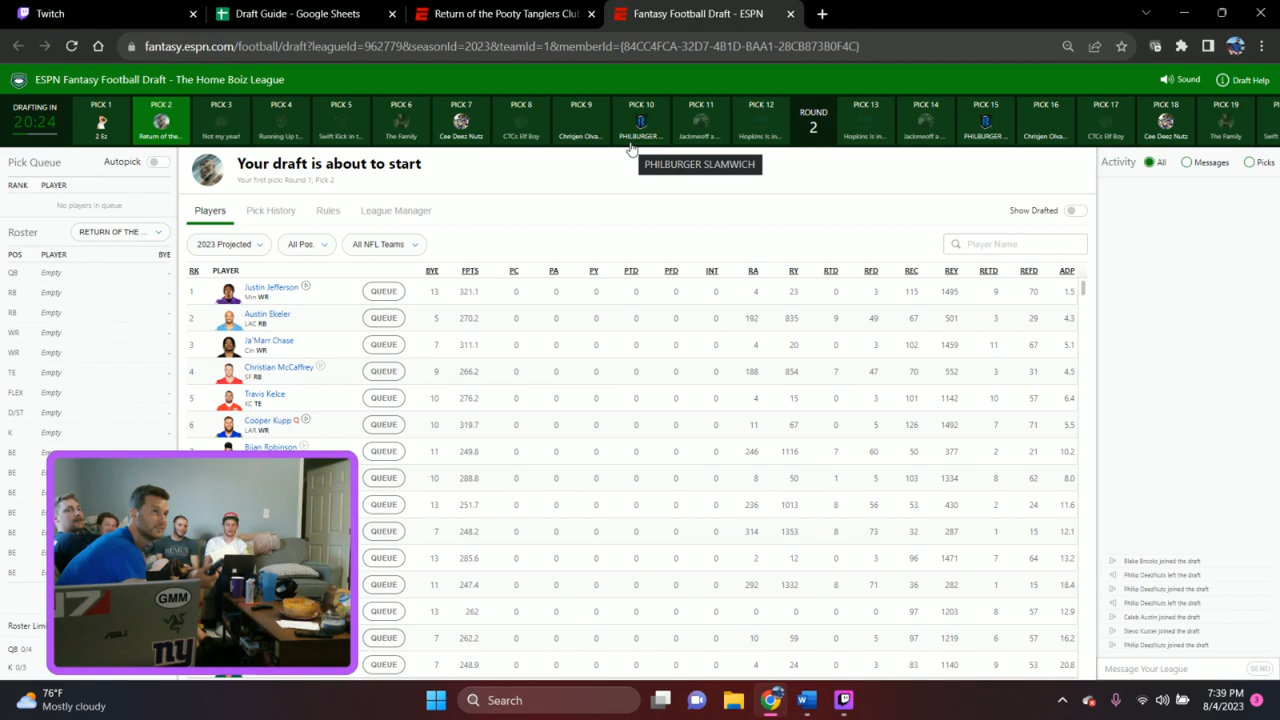 Twitch
Draft Guide - Google Sheets
Return of the Pooty Tanglers Clu
Fantasy Football Draft - ESPN
fantasy.espn.com/football/draft?leagueId=962779&seasonId=2023&teamId=1&memberId={84CC4FCA-32D7-4B1D-BAA1-28CB873B0F4C}
ESPN Fantasy Football Draft - The Home Boiz League
Sound
Draft Help
DRAFTING IN
20:24
PICK 1
2 Ez
PICK 2
Return of the...
PICK 3
Not my year!
PICK 4
Running Up t...
PICK 5
Swift Kick in t...
PICK 6
The Family
PICK 7
Cee Deez Nutz
PICK 8
CTCs Elf Boy
PICK 9
Chrisjen Olva...
PICK 10
PHILBURGER ...
PICK 11
Jackmeoff a ...
PICK 12
Hopkins Is in...
ROUND
2
PICK 13
Hopkins Is in...
PICK 14
Jackmeoff a ...
PICK 15
PHILBURGER ...
PICK 16
Chrisjen Olva...
PICK 17
CTCs Elf Boy
PICK 18
Cee Deez Nutz
PICK 19
The Family
PICK
Swift
PHILBURGER SLAMWICH
Pick Queue
Autopick
RANK PLAYER
No players in queue
Roster
RETURN OF THE ...
POS PLAYER BYE
QB Empty -
RB Empty -
RB Empty -
WR Empty -
WR Empty -
TE Empty -
FLEX Empty -
D/ST Empty -
K Empty -
BE
BE
BE
BE
BE
BE
BE
Roster Lim
QB 0/4
K 0/3
Your draft is about to start
Your first pick: Round 1, Pick 2
Players
Pick History
Rules
League Manager
Show Drafted
2023 Projected
All Pos.
All NFL Teams
Player Name
RK PLAYER BYE FPTS PC PA PY PTD PFD INT RA RY RTD RFD REC REY RETD REFD ADP
1 Justin Jefferson QUEUE 13 321.1 0 0 0 0 0 0 4 23 0 3 115 1495 9 70 1.5
Min WR
2 Austin Ekeler QUEUE 5 270.2 0 0 0 0 0 0 192 835 9 49 67 501 3 29 4.3
LAC RB
3 Ja'Marr Chase QUEUE 7 311.1 0 0 0 0 0 0 4 20 0 3 102 1459 11 67 5.1
Cin WR
4 Christian McCaffrey QUEUE 9 266.2 0 0 0 0 0 0 188 854 7 47 70 552 3 31 4.5
SF RB
5 Travis Kelce QUEUE 10 276.2 0 0 0 0 0 0 4 15 0 3 101 1142 10 57 6.4
KC TE
6 Cooper Kupp Q QUEUE 10 319.7 0 0 0 0 0 0 11 67 0 5 126 1492 7 71 5.5
LAR WR
Bijan Robinson QUEUE 11 249.8 0 0 0 0 0 0 246 1116 7 60 50 377 2 21 10.2
QUEUE 10 288.8 0 0 0 0 0 0 8 50 1 5 103 1334 8 62 8.0
QUEUE 13 251.7 0 0 0 0 0 0 236 1013 8 56 53 430 2 24 11.6
QUEUE 7 248.2 0 0 0 0 0 0 314 1353 8 73 32 287 1 15 12.1
QUEUE 13 285.6 0 0 0 0 0 0 2 12 0 3 96 1471 7 64 13.2
QUEUE 11 247.4 0 0 0 0 0 0 292 1332 8 71 36 282 1 15 18.4
QUEUE 13 262 0 0 0 0 0 0 0 0 0 0 97 1203 8 57 12.9
QUEUE 7 262.2 0 0 0 0 0 0 10 59 0 5 97 1219 6 57 16.2
QUEUE 7 248.9 0 0 0 0 0 0 4 24 0 3 83 1140 9 53 20.8
GMM
N7
ASUS
ny
Activity
All
Messages
Picks
Blake Brooks joined the draft
Philip DeezNuts left the draft
Philip DeezNuts joined the draft
Philip DeezNuts left the draft
Caleb Austin joined the draft
Stevo Kuster joined the draft
Philip DeezNuts joined the draft
Message Your League
SEND
76°F
Mostly cloudy
Search
7:39 PM
8/4/2023
3